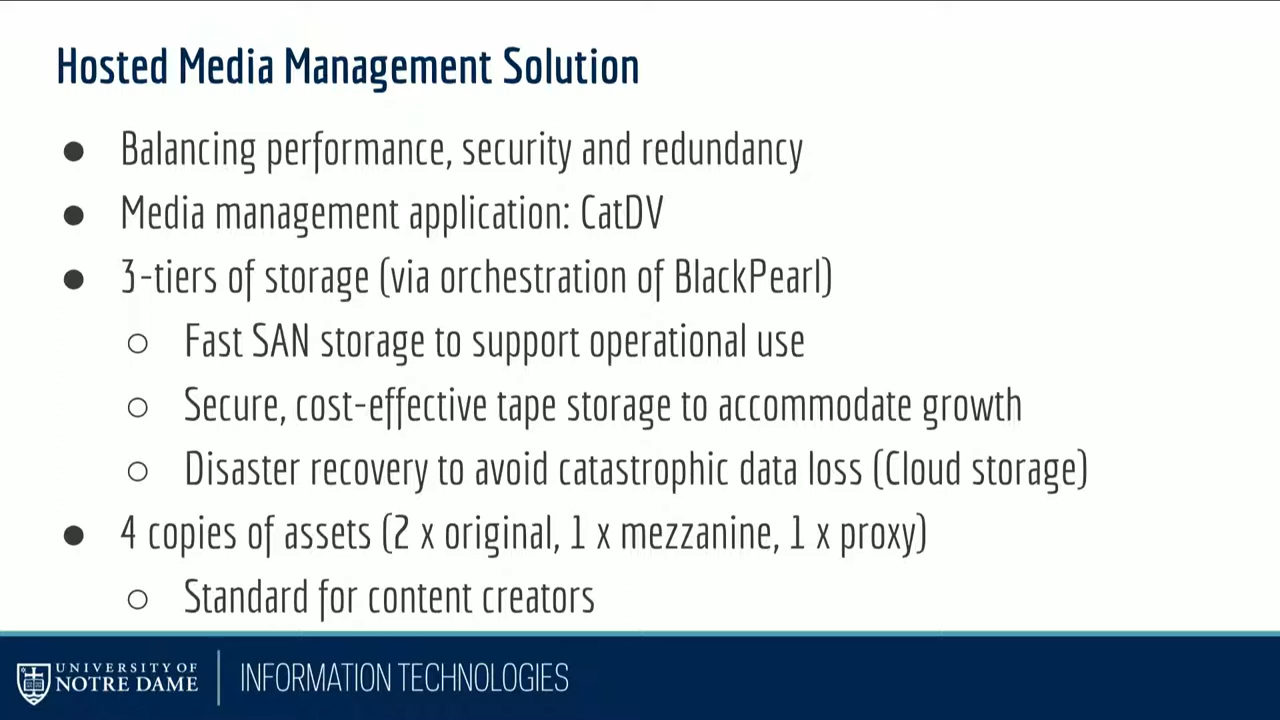 Hosted Media Management Solution
● Balancing performance, security and redundancy
● Media management application: CatDV
● 3-tiers of storage (via orchestration of BlackPearl)
○ Fast SAN storage to support operational use
○ Secure, cost-effective tape storage to accommodate growth
○ Disaster recovery to avoid catastrophic data loss (Cloud storage)
● 4 copies of assets (2 x original, 1 x mezzanine, 1 x proxy)
○ Standard for content creators
UNIVERSITY OF
NOTRE DAME
INFORMATION TECHNOLOGIES